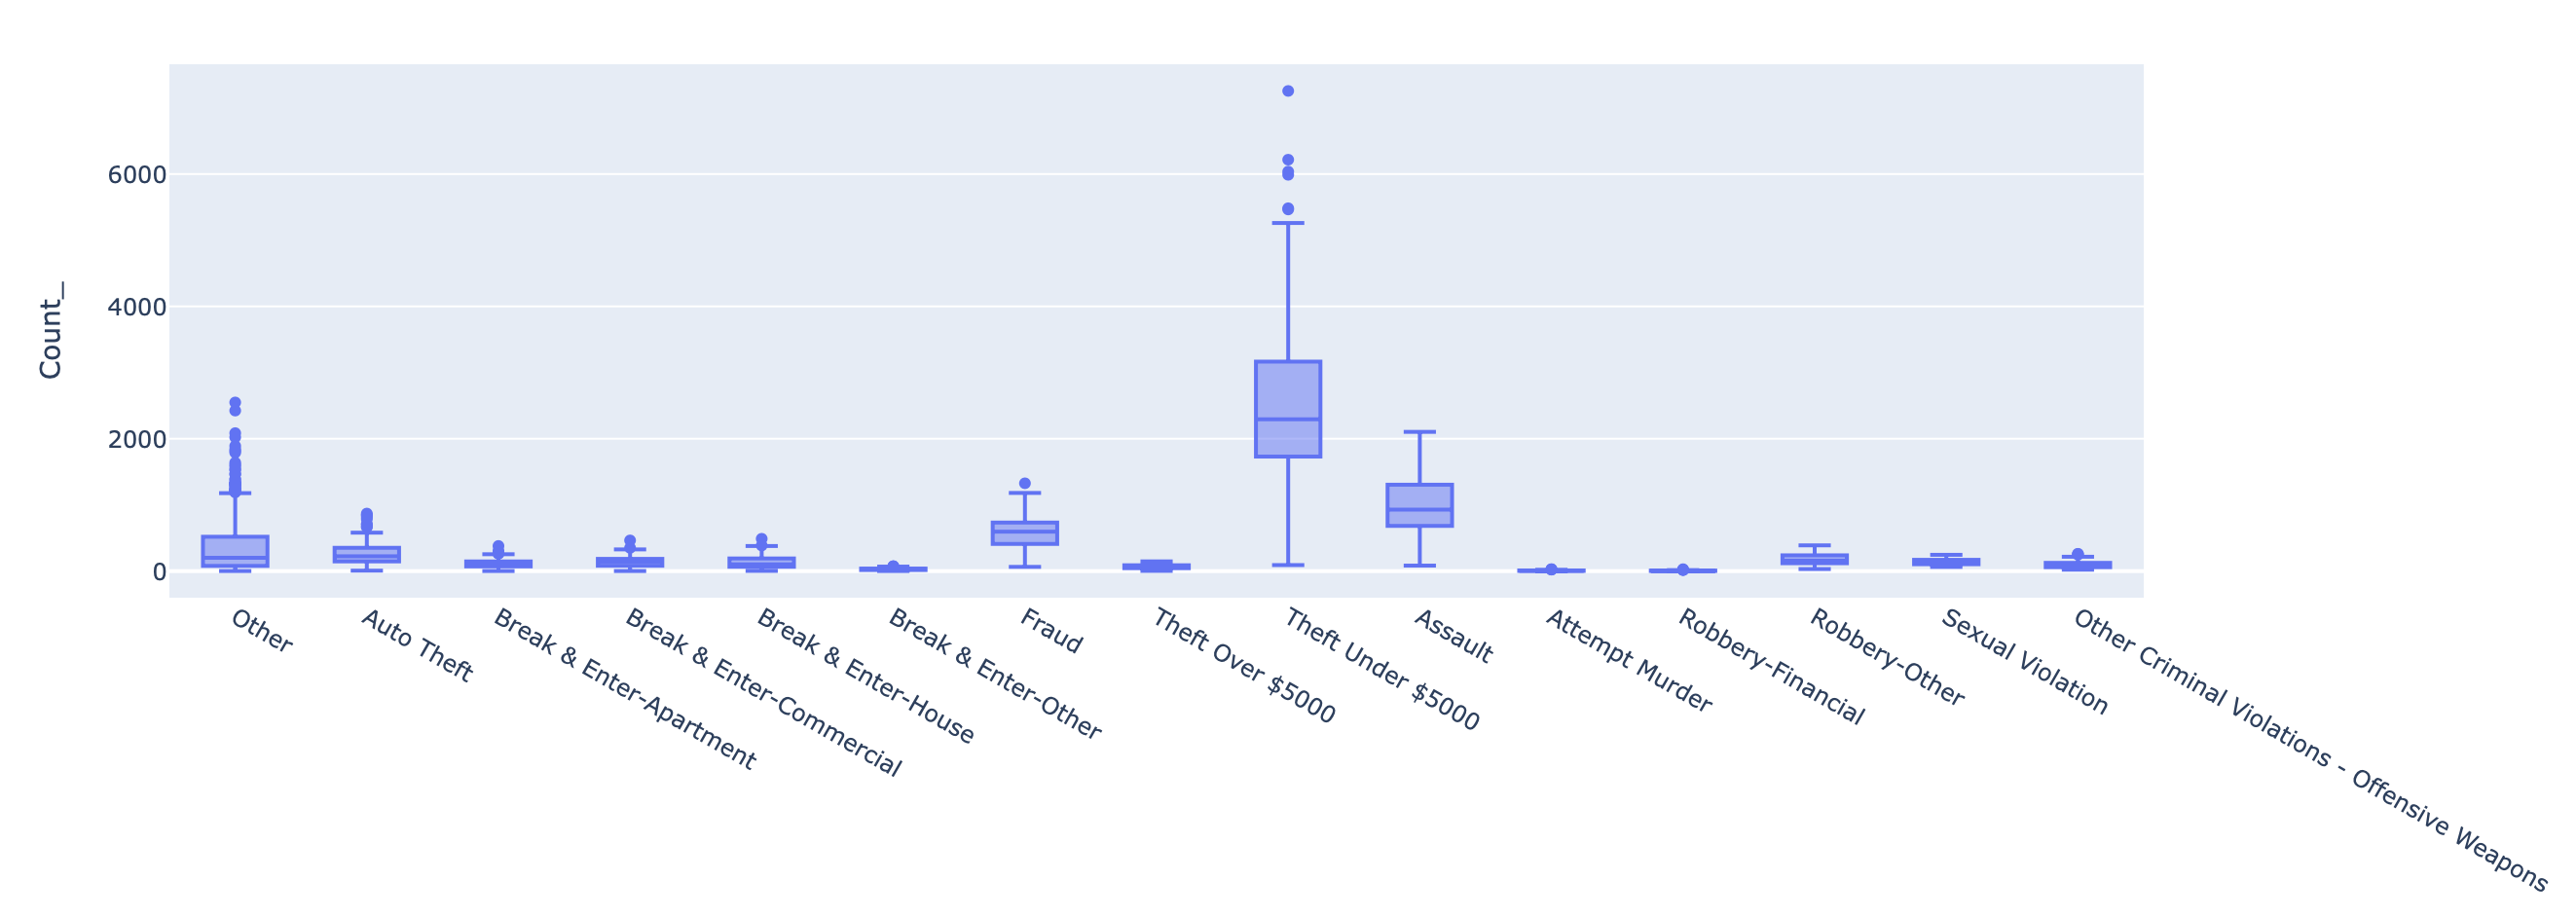 Count_
6000
4000
2000
0
Other
Auto Theft
Break & Enter-Apartment
Break & Enter-Commercial
Break & Enter-House
Break & Enter-Other
Fraud
Theft Over $5000
Theft Under $5000
Assault
Attempt Murder
Robbery-Financial
Robbery-Other
Sexual Violation
Other Criminal Violations - Offensive Weapons